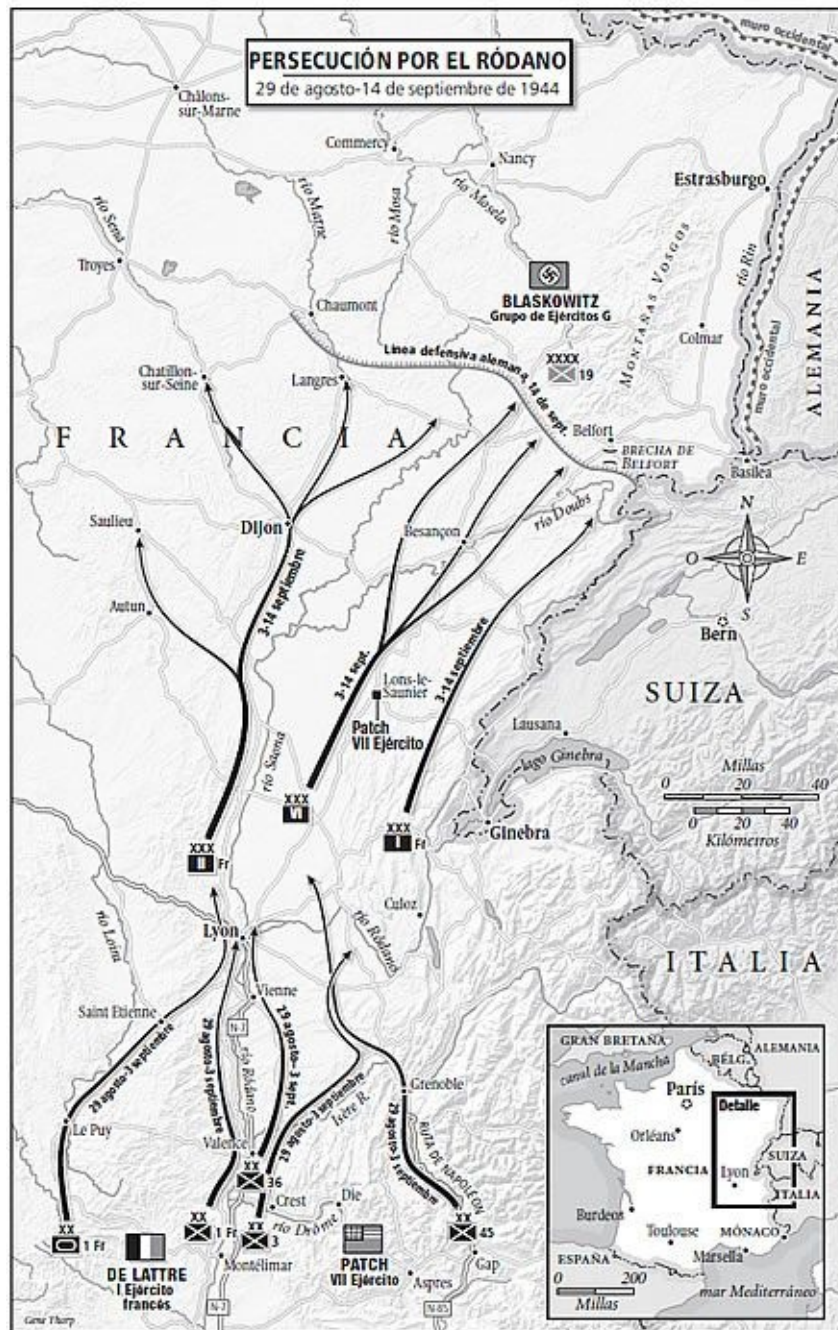 PERSECUCIÓN POR EL RÓDANO
29 de agosto-14 de septiembre de 1944
muro occidental
Châlons-
sur-Marne
Commercy
Nancy
Estrasburgo
río Sena
río Marne
río Mosa
río Mosela
Troyes
BLASKOWITZ
Grupo de Ejércitos G
MONTAÑAS VOSGOS
río Rin
ALEMANIA
Chaumont
XXXX
19
Colmar
muro occidental
Línea defensiva alemana, 14 de sept.
Chatillon-
sur-Seine
Langres
FRANCIA
Belfort
BRECHA DE
BELFORT
Basilea
Saulieu
Dijon
Besançon
río Doubs
N
O
E
S
Autun
3-14 septiembre
3-14 sept.
3-14 septiembre
Bern
Lons-le-
Saunier
Patch
VII Ejército
SUIZA
río Saona
Lausana
lago Ginebra
Millas
0 20 40
0 20 40
Kilómeiros
XXX
VI
XXX
II Fr
XXX
I Fr
Ginebra
Culoz
río Loira
Lyon
río Ródano
ITALIA
Saint Etienne
Vienne
N-7
29 agosto-3 septiembre
29 agosto-3 septiembre
río Ródano
29 agosto-3 sept.
29 agosto-3 septiembre
Isère R.
Grenoble
RUTA DE NAPOLEÓN
29 agosto-3 septiembre
Le Puy
Valence
XX
36
Crest
Die
río Drôme
XX
1 Fr
XX
1 Fr
XX
3
XX
45
DE LATTRE
I Ejército
francés
Montélimar
PATCH
VII Ejército
Aspres
Gap
N-7
N-85
Gene Thorp
GRAN BRETAÑA
ALEMANIA
BÉLG.
canal de la Mancha
París
Detalle
Orléans
FRANCIA
Lyon
SUIZA
ITALIA
Burdeos
Toulouse
MÓNACO
Marsella
ESPAÑA
0 200
Millas
mar Mediterráneo